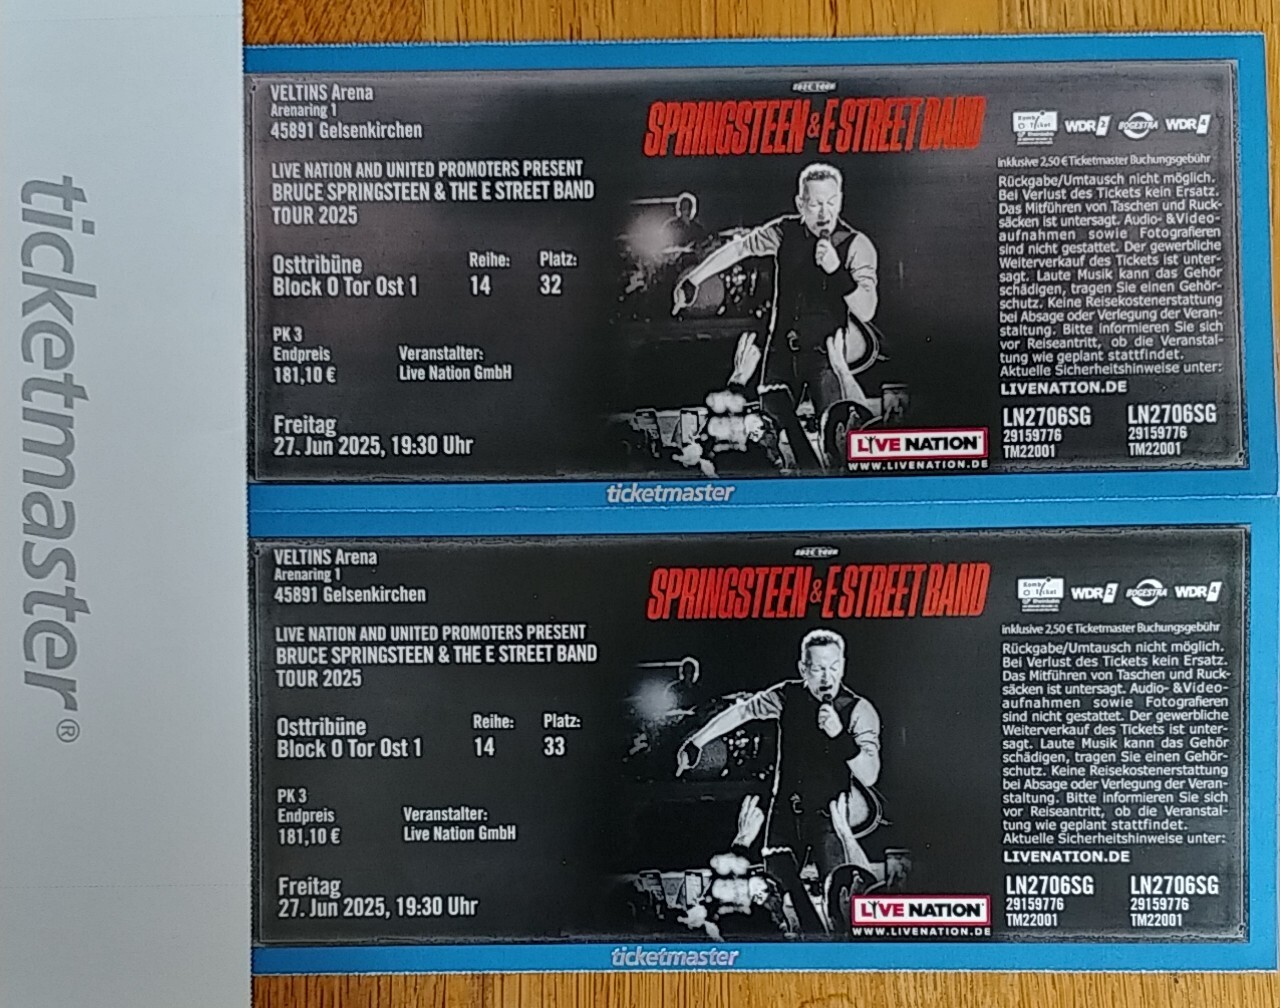 ticketmaster®
VELTINS Arena
Arenaring 1
45891 Gelsenkirchen
LIVE NATION AND UNITED PROMOTERS PRESENT
BRUCE SPRINGSTEEN & THE E STREET BAND
TOUR 2025
Osttribüne
Block O Tor Ost 1
Reihe:
14
Platz:
32
PK 3
Endpreis
181,10 €
Veranstalter:
Live Nation GmbH
Freitag
27. Jun 2025, 19:30 Uhr
2025 TOUR
SPRINGSTEEN & E STREET BAND
LIVE NATION
WWW.LIVENATION.DE
Ticket
WDR 2
BOGESTRA
WDR 4
inklusive 2,50 € Ticketmaster Buchungsgebühr
Rückgabe/Umtausch nicht möglich.
Bei Verlust des Tickets kein Ersatz.
Das Mitführen von Taschen und Ruck-
säcken ist untersagt. Audio- &Video-
aufnahmen sowie Fotografieren
sind nicht gestattet. Der gewerbliche
Weiterverkauf des Tickets ist unter-
sagt. Laute Musik kann das Gehör
schädigen, tragen Sie einen Gehör-
schutz. Keine Reisekostenerstattung
bei Absage oder Verlegung der Veran-
staltung. Bitte informieren Sie sich
vor Reiseantritt, ob die Veranstal-
tung wie geplant stattfindet.
Aktuelle Sicherheitshinweise unter:
LIVENATION.DE
LN2706SG
29159776
TM22001
LN2706SG
29159776
TM22001
ticketmaster
VELTINS Arena
Arenaring 1
45891 Gelsenkirchen
LIVE NATION AND UNITED PROMOTERS PRESENT
BRUCE SPRINGSTEEN & THE E STREET BAND
TOUR 2025
Osttribüne
Block O Tor Ost 1
Reihe:
14
Platz:
33
PK 3
Endpreis
181,10 €
Veranstalter:
Live Nation GmbH
Freitag
27. Jun 2025, 19:30 Uhr
2025 TOUR
SPRINGSTEEN & E STREET BAND
LIVE NATION
WWW.LIVENATION.DE
Ticket
WDR 2
BOGESTRA
WDR 4
inklusive 2,50 € Ticketmaster Buchungsgebühr
Rückgabe/Umtausch nicht möglich.
Bei Verlust des Tickets kein Ersatz.
Das Mitführen von Taschen und Ruck-
säcken ist untersagt. Audio- &Video-
aufnahmen sowie Fotografieren
sind nicht gestattet. Der gewerbliche
Weiterverkauf des Tickets ist unter-
sagt. Laute Musik kann das Gehör
schädigen, tragen Sie einen Gehör-
schutz. Keine Reisekostenerstattung
bei Absage oder Verlegung der Veran-
staltung. Bitte informieren Sie sich
vor Reiseantritt, ob die Veranstal-
tung wie geplant stattfindet.
Aktuelle Sicherheitshinweise unter:
LIVENATION.DE
LN2706SG
29159776
TM22001
LN2706SG
29159776
TM22001
ticketmaster